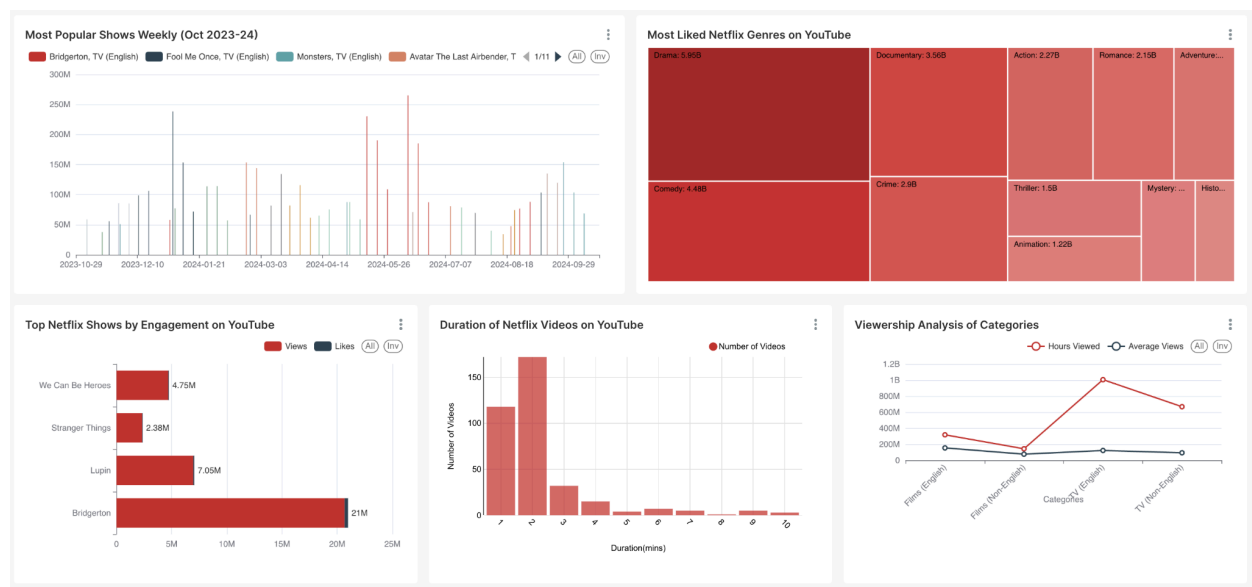 Most Popular Shows Weekly (Oct 2023-24)
Bridgerton, TV (English) Fool Me Once, TV (English) Monsters, TV (English) Avatar The Last Airbender, T 1/11 All Inv
300M
250M
200M
150M
100M
50M
0
2023-10-29 2023-12-10 2024-01-21 2024-03-03 2024-04-14 2024-05-26 2024-07-07 2024-08-18 2024-09-29
Most Liked Netflix Genres on YouTube
Drama: 5.85B Documentary: 3.56B Action: 2.27B Romance: 2.15B Adventure:...
Comedy: 4.48B Crime: 2.9B Thriller: 1.5B Mystery: ... Histo...
Animation: 1.22B
Top Netflix Shows by Engagement on YouTube
Views Likes All Inv
We Can Be Heroes 4.75M
Stranger Things 2.38M
Lupin 7.05M
Bridgerton 21M
0 5M 10M 15M 20M 25M
Duration of Netflix Videos on YouTube
Number of Videos
Number of Videos
150
100
50
0
1 2 3 4 5 6 7 8 9 10
Duration(mins)
Viewership Analysis of Categories
Hours Viewed Average Views All Inv
1.2B
1B
800M
600M
400M
200M
0
Films (English) Films (Non-English) TV (English) TV (Non-English)
Categories